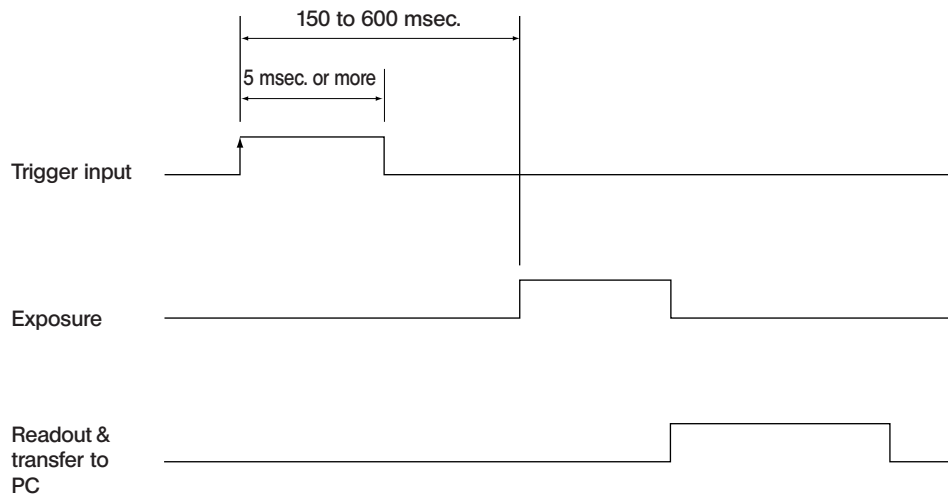 150 to 600 msec.
5 msec. or more
Trigger input
Exposure
Readout &
transfer to
PC